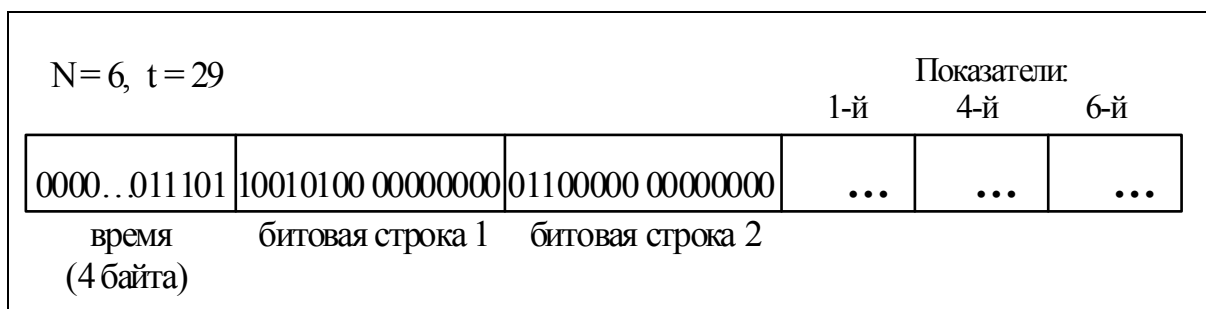 N= 6, t = 29
Показатели:
1-й 4-й 6-й
0000…011101 10010100 00000000 01100000 00000000 … … …
время битовая строка 1 битовая строка 2
(4 байта)